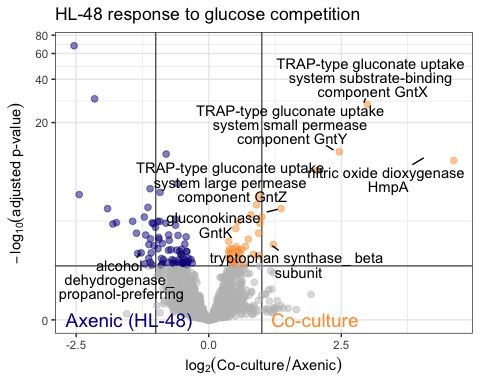 HL-48 response to glucose competition
80
60
40
20
0
−log10(adjusted p-value)
TRAP-type gluconate uptake
system substrate-binding
component GntX
TRAP-type gluconate uptake
system small permease
component GntY
TRAP-type gluconate uptake
system large permease
component GntZ
nitric oxide dioxygenase
HmpA
gluconokinase
GntK
tryptophan synthase_ beta
subunit
alcohol
dehydrogenase_
propanol-preferring
Axenic (HL-48)
Co-culture
-2.5
0.0
2.5
log2(Co-culture/Axenic)